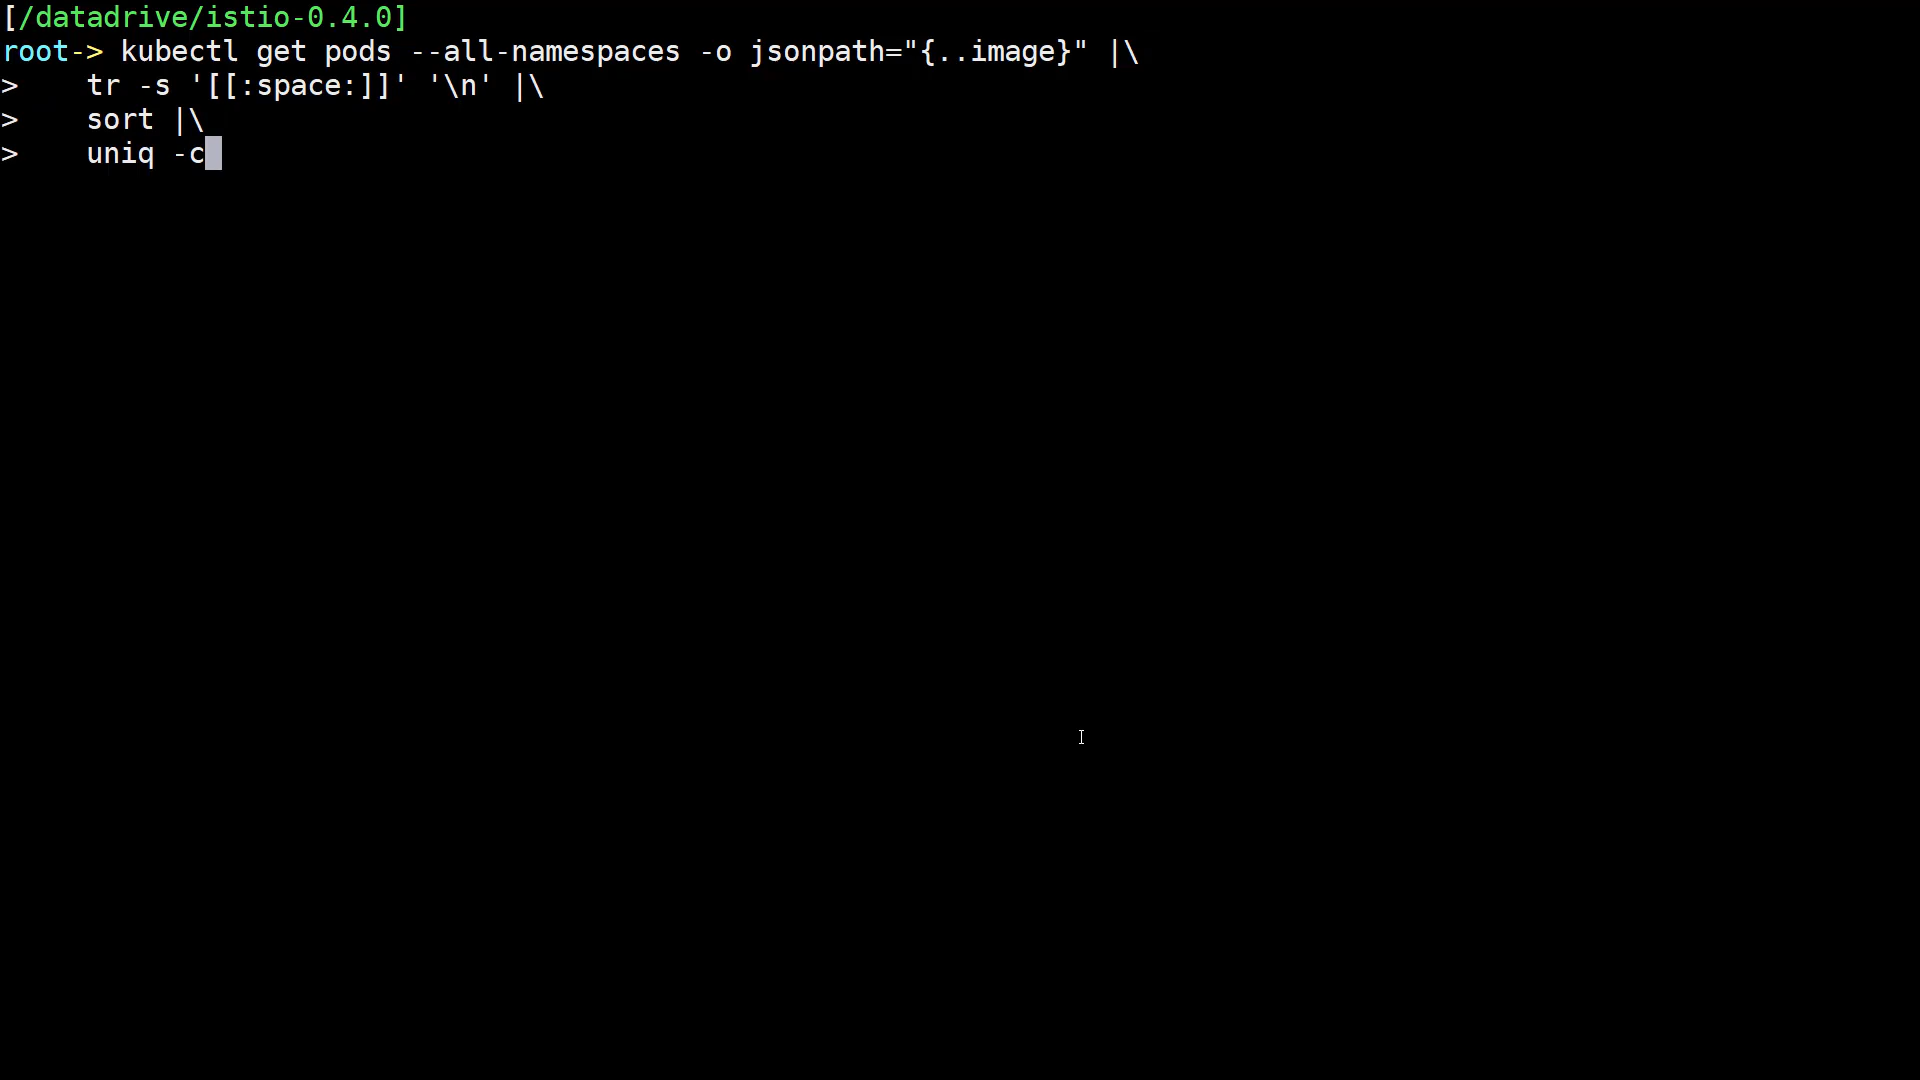 [/datadrive/istio-0.4.0]
root-> kubectl get pods --all-namespaces -o jsonpath="{..image}" |\
>    tr -s '[[:space:]]' '\n' |\
>    sort |\
>    uniq -c